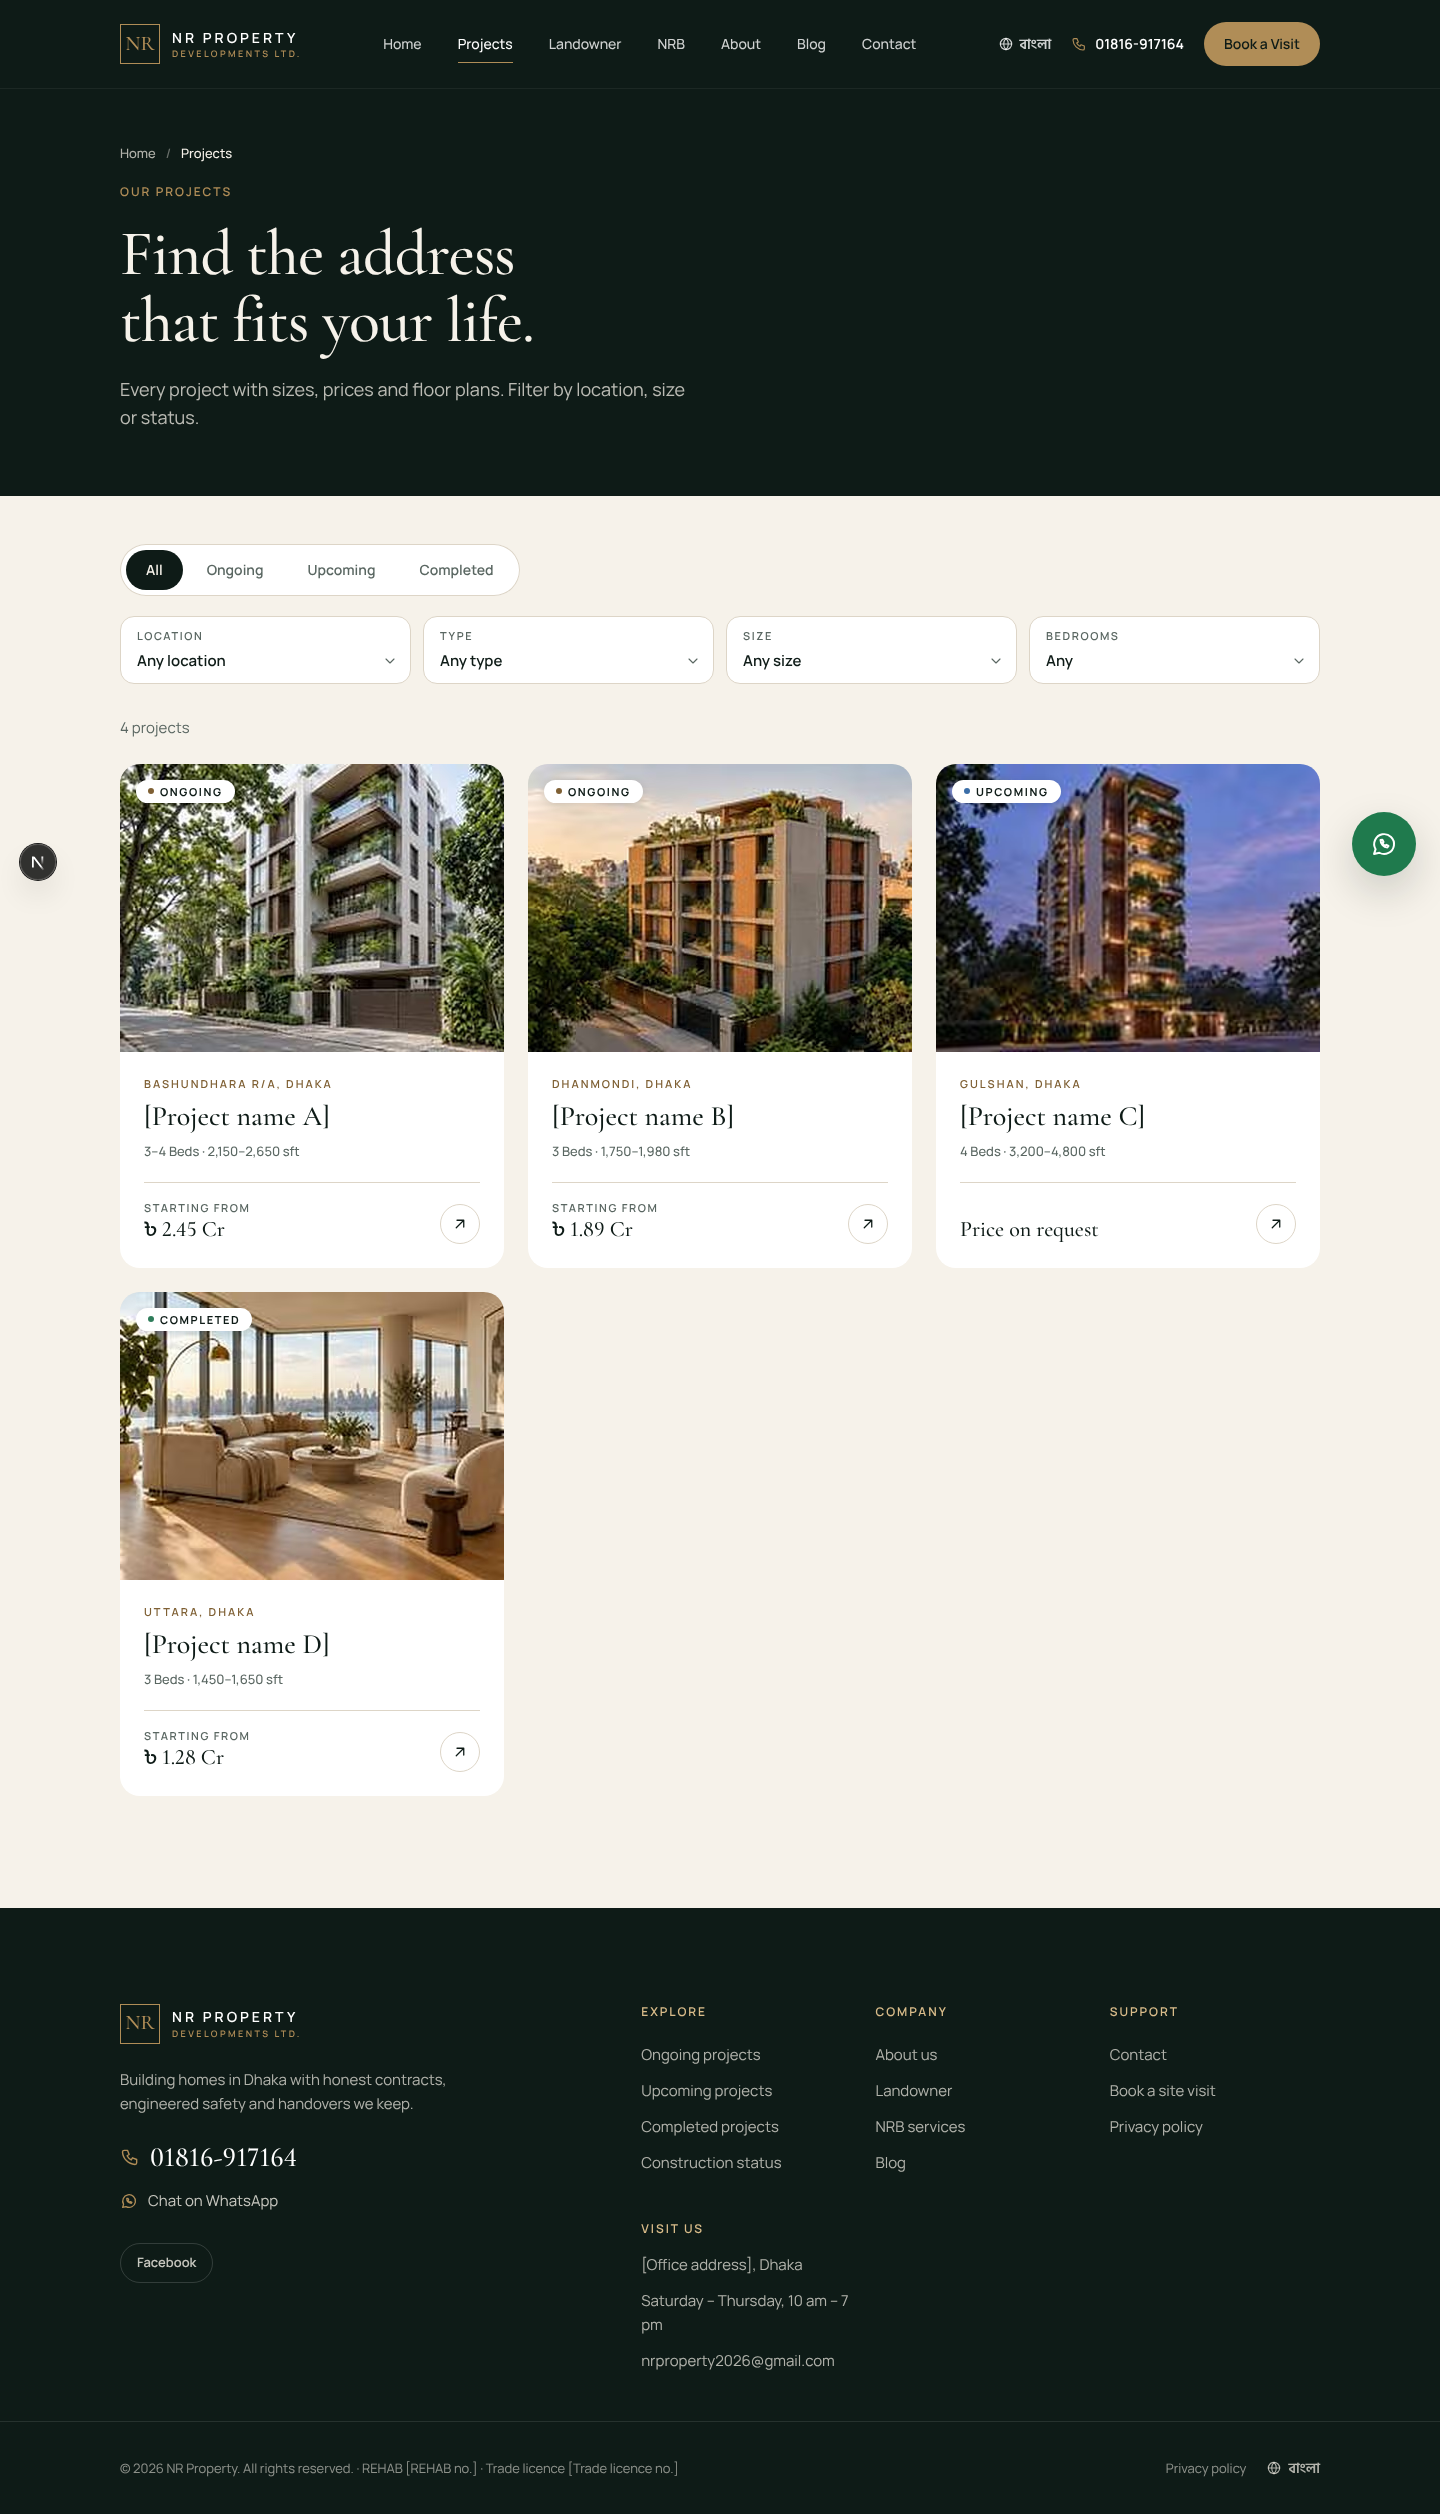 NR
NR PROPERTY
DEVELOPMENTS LTD.
Home
Projects
Landowner
NRB
About
Blog
Contact
বাংলা
01816-917164
Book a Visit
Home / Projects
OUR PROJECTS
Find the address
that fits your life.
Every project with sizes, prices and floor plans. Filter by location, size
or status.
All
Ongoing
Upcoming
Completed
LOCATION
Any location
TYPE
Any type
SIZE
Any size
BEDROOMS
Any
4 projects
ONGOING
BASHUNDHARA R/A, DHAKA
[Project name A]
3–4 Beds · 2,150–2,650 sft
STARTING FROM
৳ 2.45 Cr
ONGOING
DHANMONDI, DHAKA
[Project name B]
3 Beds · 1,750–1,980 sft
STARTING FROM
৳ 1.89 Cr
UPCOMING
GULSHAN, DHAKA
[Project name C]
4 Beds · 3,200–4,800 sft
Price on request
N
COMPLETED
UTTARA, DHAKA
[Project name D]
3 Beds · 1,450–1,650 sft
STARTING FROM
৳ 1.28 Cr
NR
NR PROPERTY
DEVELOPMENTS LTD.
Building homes in Dhaka with honest contracts,
engineered safety and handovers we keep.
01816-917164
Chat on WhatsApp
Facebook
EXPLORE
Ongoing projects
Upcoming projects
Completed projects
Construction status
COMPANY
About us
Landowner
NRB services
Blog
SUPPORT
Contact
Book a site visit
Privacy policy
VISIT US
[Office address], Dhaka
Saturday – Thursday, 10 am – 7
pm
nrproperty2026@gmail.com
© 2026 NR Property. All rights reserved. · REHAB [REHAB no.] · Trade licence [Trade licence no.]
Privacy policy
বাংলা